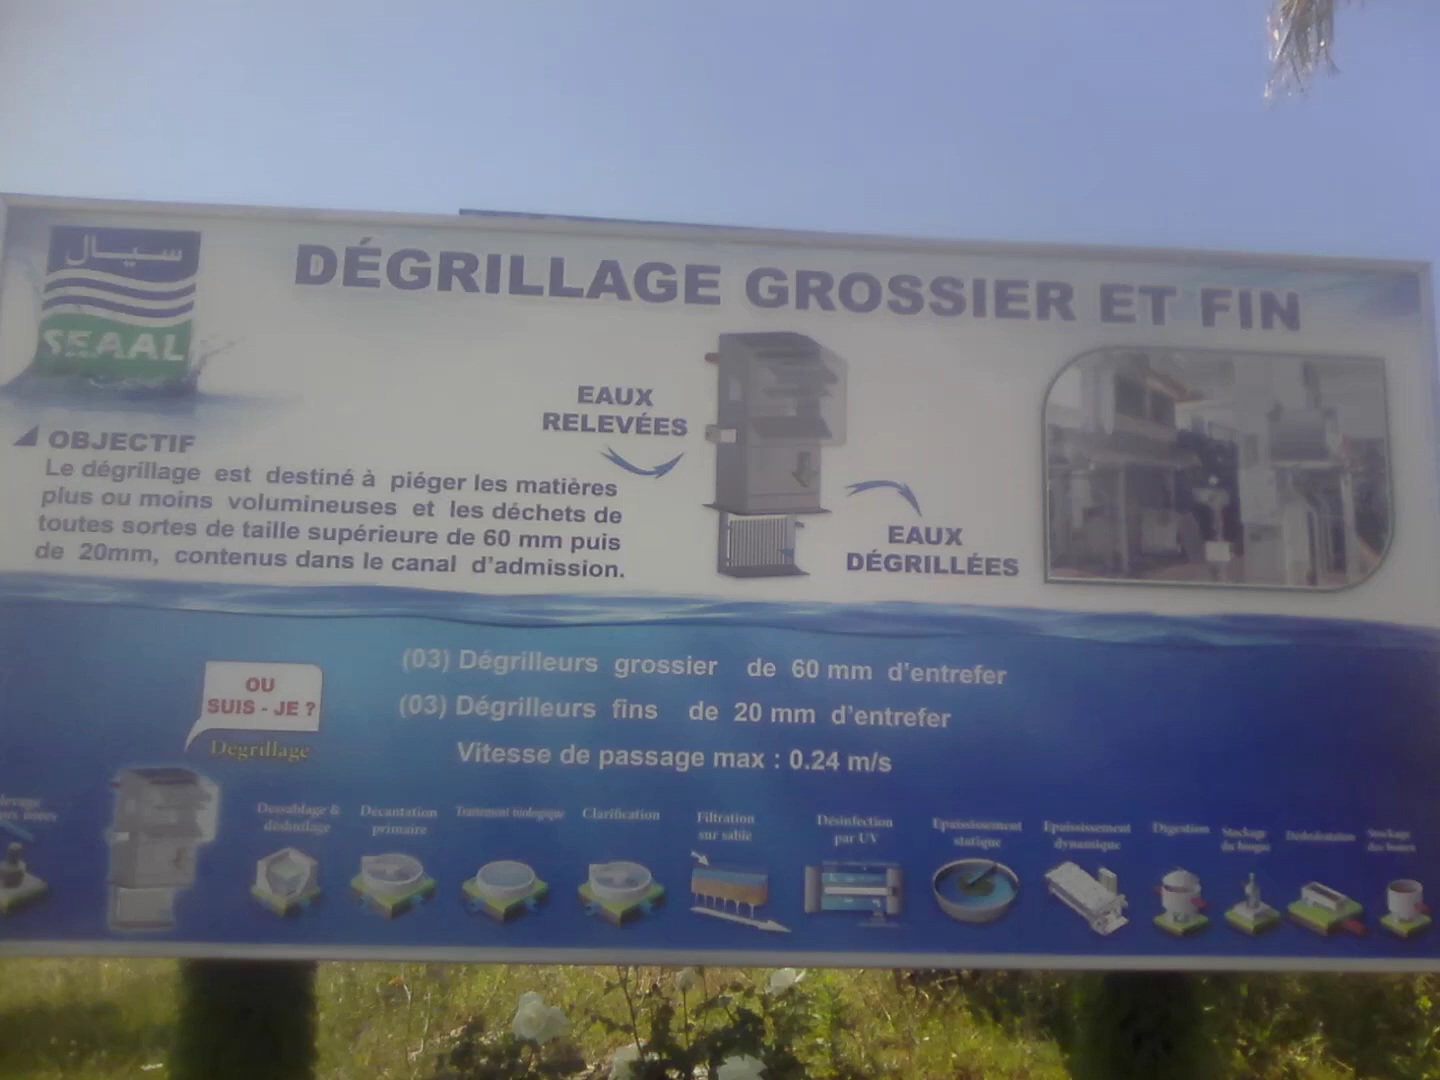 سيال
SEAAL
DÉGRILLAGE GROSSIER ET FIN
EAUX
RELEVÉES
OBJECTIF
Le dégrillage est destiné à piéger les matières
plus ou moins volumineuses et les déchets de
toutes sortes de taille supérieure de 60 mm puis
de 20mm, contenus dans le canal d'admission.
EAUX
DÉGRILLÉES
(03) Dégrilleurs grossier de 60 mm d'entrefer
(03) Dégrilleurs fins de 20 mm d'entrefer
Vitesse de passage max : 0.24 m/s
OU
SUIS - JE ?
Dégrillage
Dessablage &
déshuilage
Decantation
primaire
Traitement biologique
Clarification
Filtration
sur sable
Désinfection
par UV
Epaississement
statique
Epaississement
dynamique
Digestion
Stockage
du biogaz
Déshydratation
Stockage
des boues